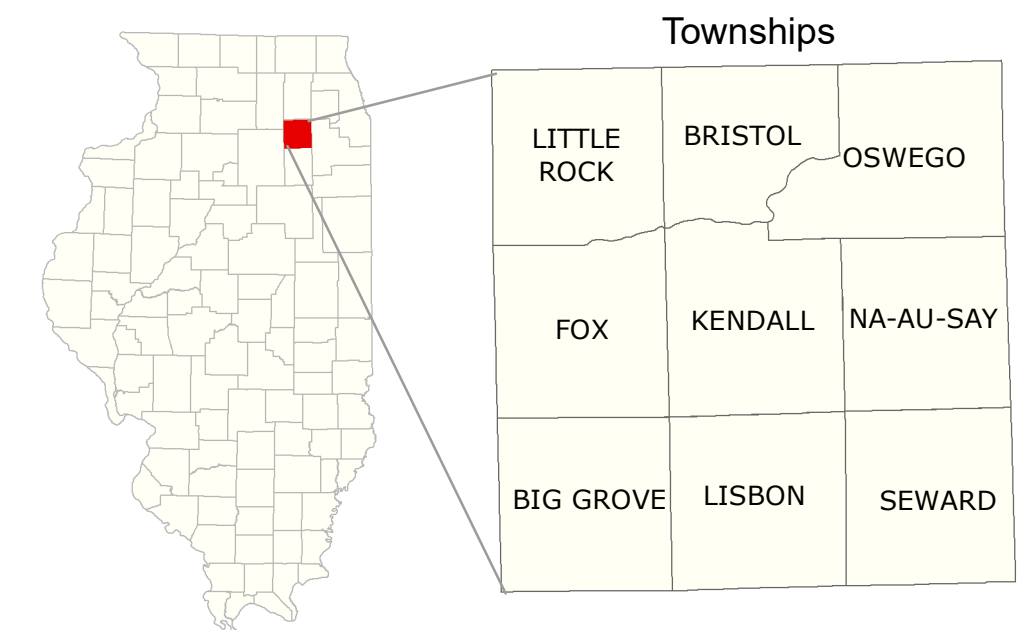 Townships
LITTLE
ROCK
BRISTOL
OSWEGO
FOX
KENDALL
NA-AU-SAY
BIG GROVE
LISBON
SEWARD